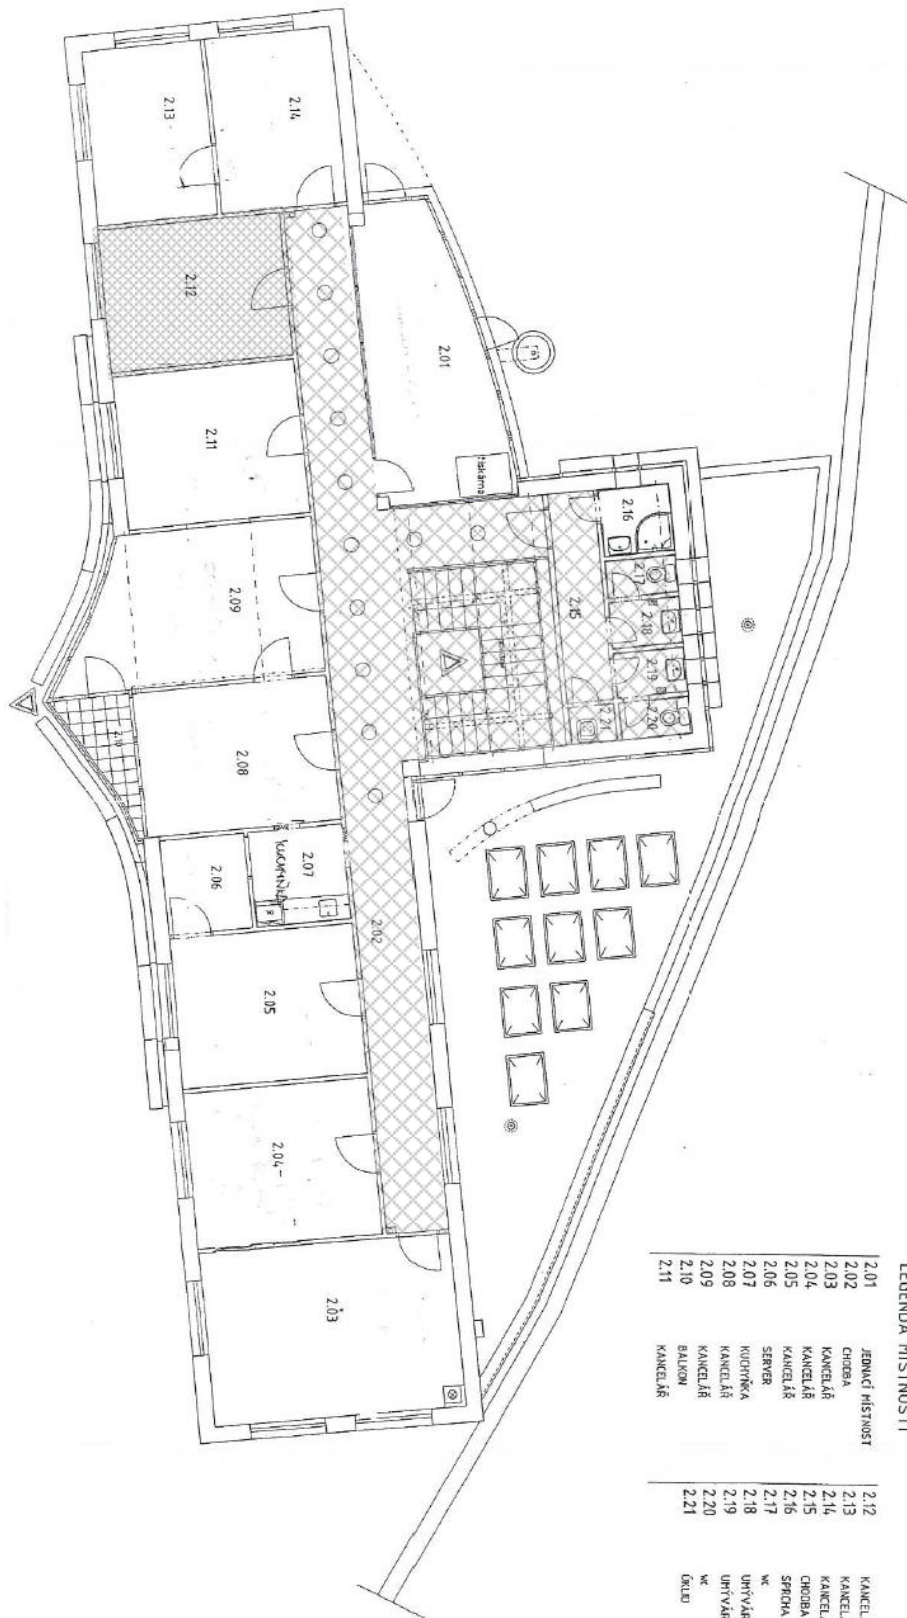 2.14
2.13
2.12
2.01
2.11
tiskárna
2.16
2.17
2.18
2.15
2.19
2.20
2.21
2.09
2.10
2.08
2.07
KUCHYŇKA
2.06
2.02
2.05
2.04
2.03
LEGENDA MÍSTNOSTÍ
2.01 JEDNACÍ MÍSTNOST
2.02 CHODBA
2.03 KANCELÁŘ
2.04 KANCELÁŘ
2.05 KANCELÁŘ
2.06 SERVER
2.07 KUCHYŇKA
2.08 KANCELÁŘ
2.09 KANCELÁŘ
2.10 BALKON
2.11 KANCELÁŘ
2.12 KANCEL
2.13 KANCEL
2.14 KANCEL
2.15 CHODBA
2.16 SPRCHA
2.17 WC
2.18 UMÝVÁR
2.19 UMÝVÁR
2.20 WC
2.21 ÚKLID